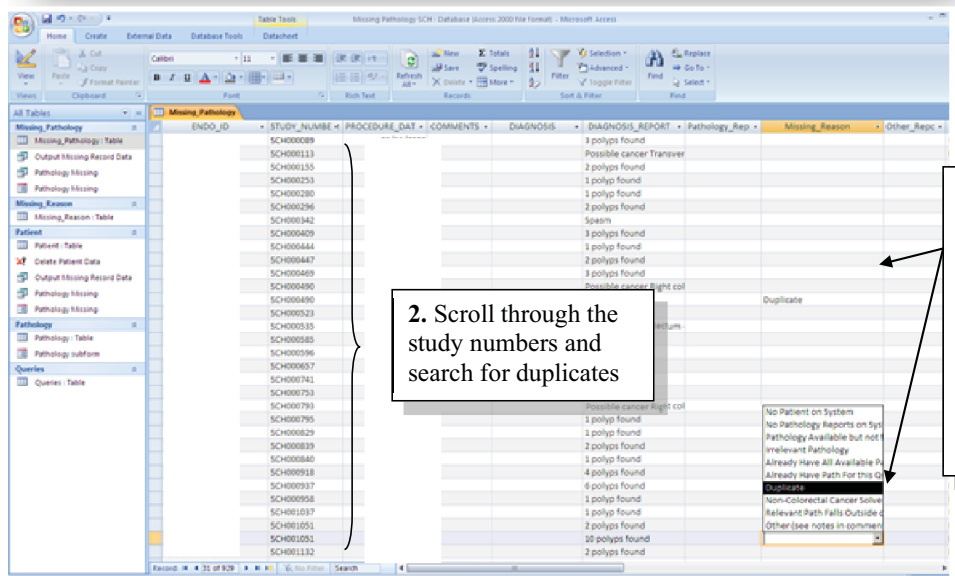 Table Tools
Missing Pathology SCH : Database (Access 2000 file format) - Microsoft Access
Home Create External Data Database Tools Datasheet
View
Paste
Cut
Copy
Format Painter
Calibri 11
B I U
Refresh All
New
Save
Delete
Totals
Spelling
More
Filter
Selection
Advanced
Toggle Filter
Find
Replace
Go To
Select
Views Clipboard Font Rich Text Records Sort & Filter Find
All Tables
Missing_Pathology
Missing_Pathology : Table
Output Missing Record Data
Pathology Missing
Pathology Missing
Missing_Reason
Missing_Reason : Table
Patient
Patient : Table
Delete Patient Data
Output Missing Record Data
Pathology Missing
Pathology Missing
Pathology
Pathology : Table
Pathology subform
Queries
Queries : Table
Missing_Pathology
ENDO_ID STUDY_NUMBE PROCEDURE_DAT COMMENTS DIAGNOSIS DIAGNOSIS_REPORT Pathology_Rep Missing_Reason Other_Repc
SCH000089 3 polyps found
SCH000113 Possible cancer Transver
SCH000155 2 polyps found
SCH000253 1 polyp found
SCH000280 1 polyp found
SCH000296 2 polyps found
SCH000342 Spasm
SCH000409 3 polyps found
SCH000444 1 polyp found
SCH000447 2 polyps found
SCH000469 3 polyps found
SCH000490 Possible cancer Right col
SCH000490 Duplicate
SCH000523
SCH000535
SCH000585
SCH000596
SCH000657
SCH000741
SCH000753
SCH000793 Possible cancer Right col
SCH000795 1 polyp found
SCH000829 1 polyp found
SCH000839 2 polyps found
SCH000840 1 polyp found
SCH000918 4 polyps found
SCH000937 6 polyps found
SCH000958 1 polyp found
SCH001037 1 polyp found
SCH001051 2 polyps found
SCH001051 10 polyps found
SCH001132 2 polyps found
2. Scroll through the
study numbers and
search for duplicates
No Patient on System
No Pathology Reports on Sys
Pathology Available but not
Irrelevant Pathology
Already Have All Available Pa
Already Have Path For this
Duplicate
Non-Colorectal Cancer Solve
Relevant Path Falls Outside
Other (see notes in commen
Record: 31 of 929 No Filter Search